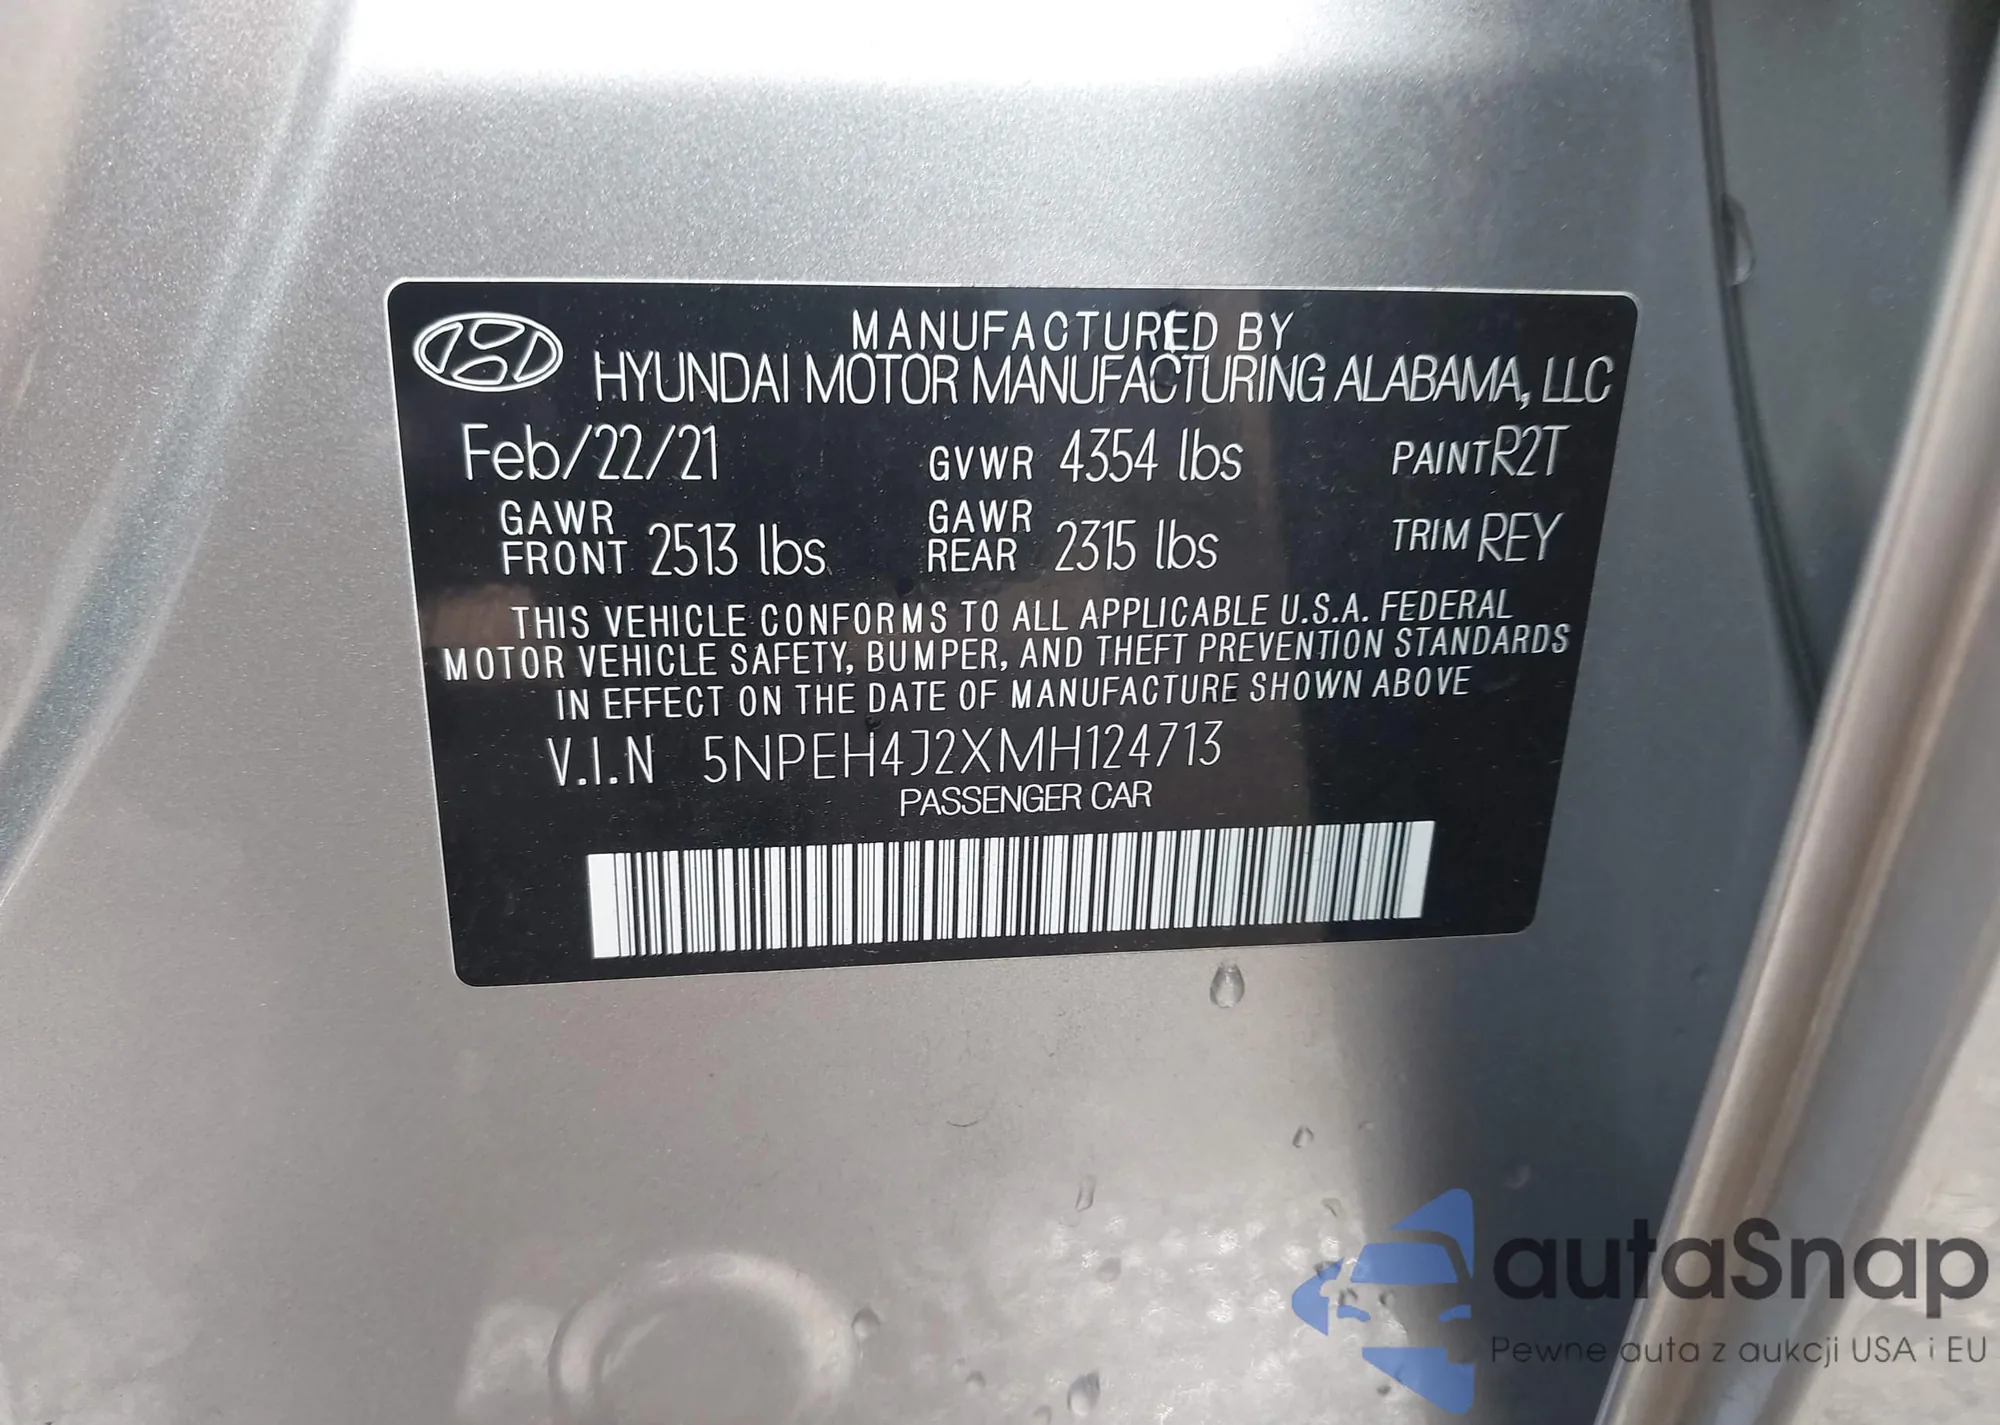 MANUFACTURED BY
HYUNDAI MOTOR MANUFACTURING ALABAMA, LLC
Feb/22/21 GVWR 4354 lbs PAINT R2T
GAWR FRONT 2513 lbs GAWR REAR 2315 lbs TRIM REY
THIS VEHICLE CONFORMS TO ALL APPLICABLE U.S.A. FEDERAL
MOTOR VEHICLE SAFETY, BUMPER, AND THEFT PREVENTION STANDARDS
IN EFFECT ON THE DATE OF MANUFACTURE SHOWN ABOVE
V.I.N 5NPEH4J2XMH124713
PASSENGER CAR
autaSnap
Pewne auta z aukcji USA i EU